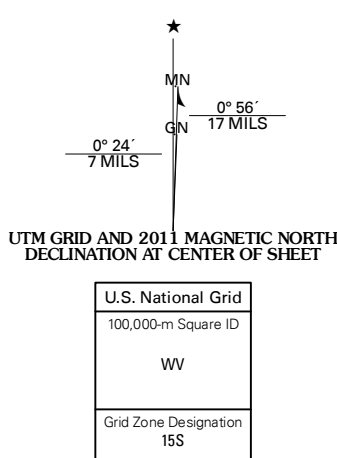 ★
MN
0° 56´
17 MILS
GN
0° 24´
7 MILS
UTM GRID AND 2011 MAGNETIC NORTH
DECLINATION AT CENTER OF SHEET
U.S. National Grid
100,000-m Square ID
WV
Grid Zone Designation
15S